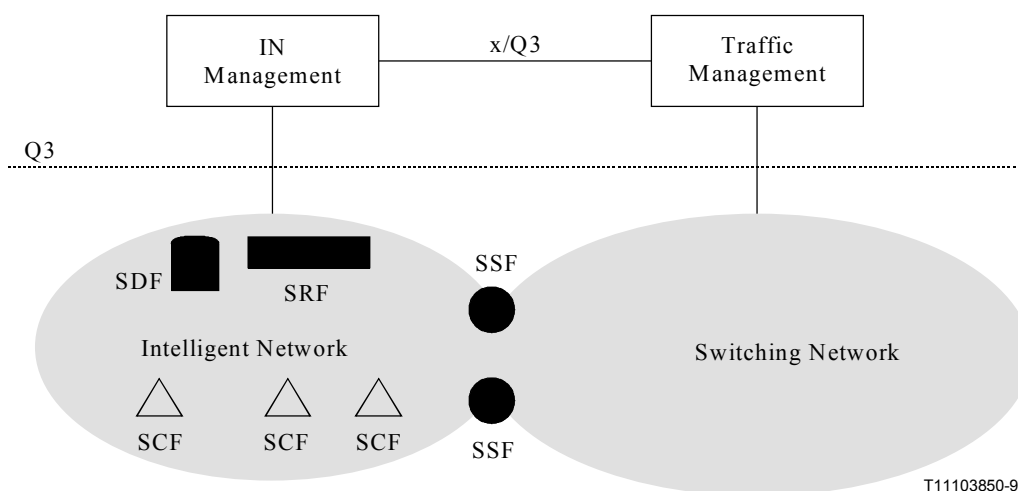 IN
Management
x/Q3
Traffic
Management
Q3
SDF
SRF
SSF
Intelligent Network
Switching Network
SCF
SCF
SCF
SSF
T11103850-9